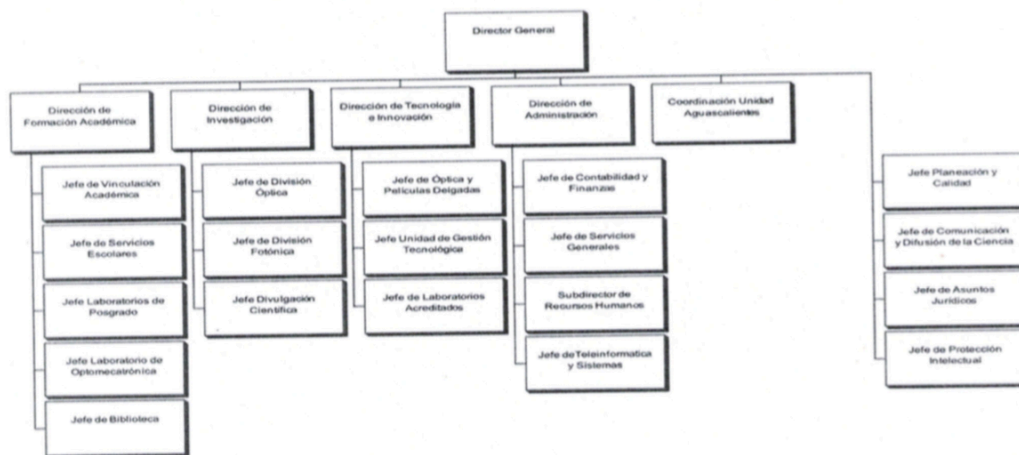 Director General
Dirección de
Formación Académica
Dirección de
Investigación
Dirección de Tecnología
e Innovación
Dirección de
Administración
Coordinación Unidad
Aguascalientes
Jefe de Vinculación
Académica
Jefe de Servicios
Escolares
Jefe Laboratorios de
Posgrado
Jefe Laboratorio de
Optomecatrónica
Jefe de Biblioteca
Jefe de División
Óptica
Jefe de División
Fotónica
Jefe Divulgación
Científica
Jefe de Óptica y
Películas Delgadas
Jefe Unidad de Gestión
Tecnológica
Jefe de Laboratorios
Acreditados
Jefe de Contabilidad y
Finanzas
Jefe de Servicios
Generales
Subdirector de
Recursos Humanos
Jefe deTeleinformatica
y Sistemas
Jefe Planeación y
Calidad
Jefe de Comunicación
y Difusión de la Ciencia
Jefe de Asuntos
Jurídicos
Jefe de Protección
Intelectual